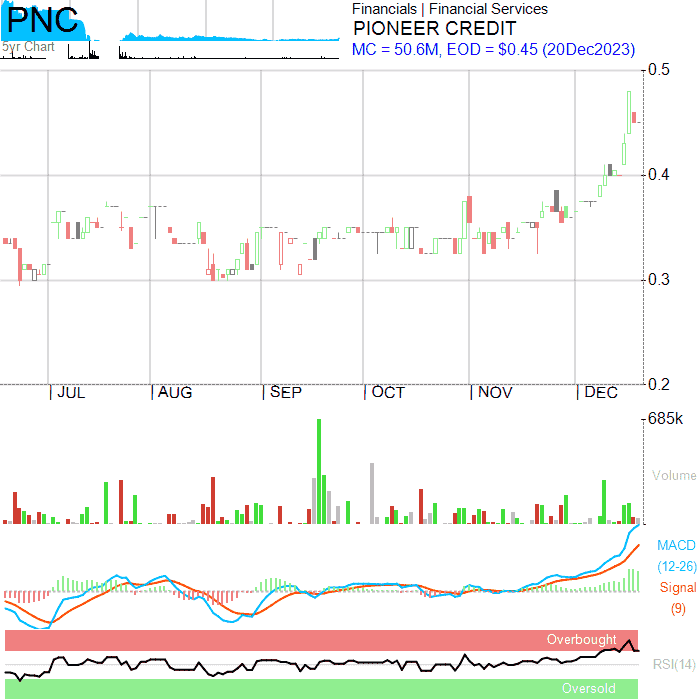 PNC
5yr Chart
Financials | Financial Services
PIONEER CREDIT
MC = 50.6M, EOD = $0.45 (20Dec2023)
0.5
0.4
0.3
0.2
JUL AUG SEP OCT NOV DEC
685k
Volume
MACD
(12-26)
Signal
(9)
Overbought
RSI(14)
Oversold